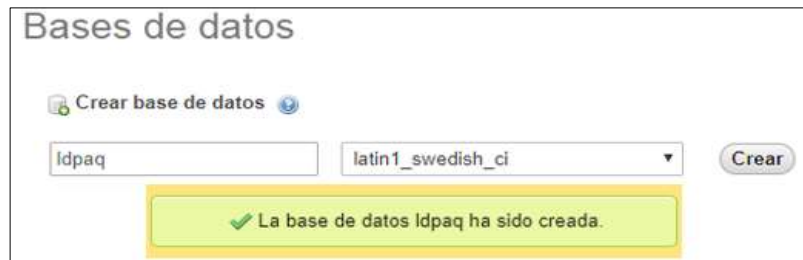 Bases de datos
Crear base de datos
ldpaq
latin1_swedish_ci
Crear
La base de datos ldpaq ha sido creada.